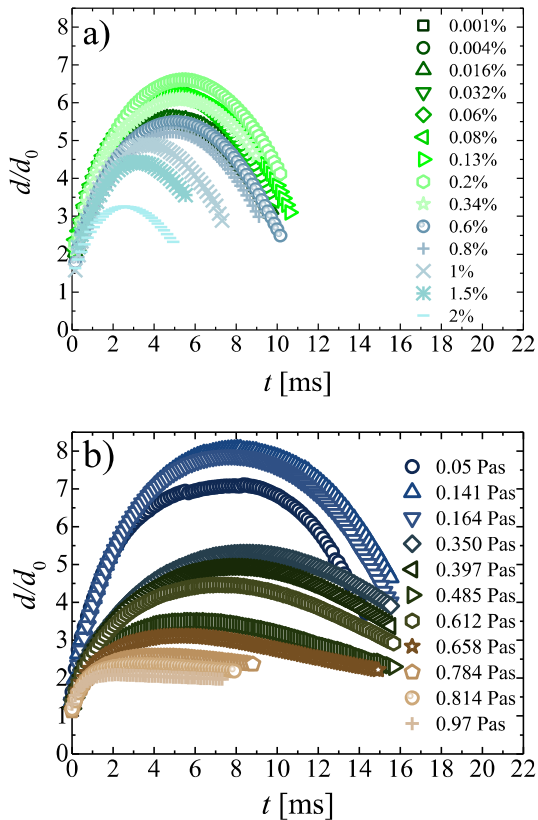 a)
8
7
6
5
4
3
2
1
0
d/d0
0 2 4 6 8 10 12 14 16 18 20 22
t [ms]
0.001%
0.004%
0.016%
0.032%
0.06%
0.08%
0.13%
0.2%
0.34%
0.6%
0.8%
1%
1.5%
2%
b)
8
7
6
5
4
3
2
1
0
d/d0
0 2 4 6 8 10 12 14 16 18 20 22
t [ms]
0.05 Pas
0.141 Pas
0.164 Pas
0.350 Pas
0.397 Pas
0.485 Pas
0.612 Pas
0.658 Pas
0.784 Pas
0.814 Pas
0.97 Pas